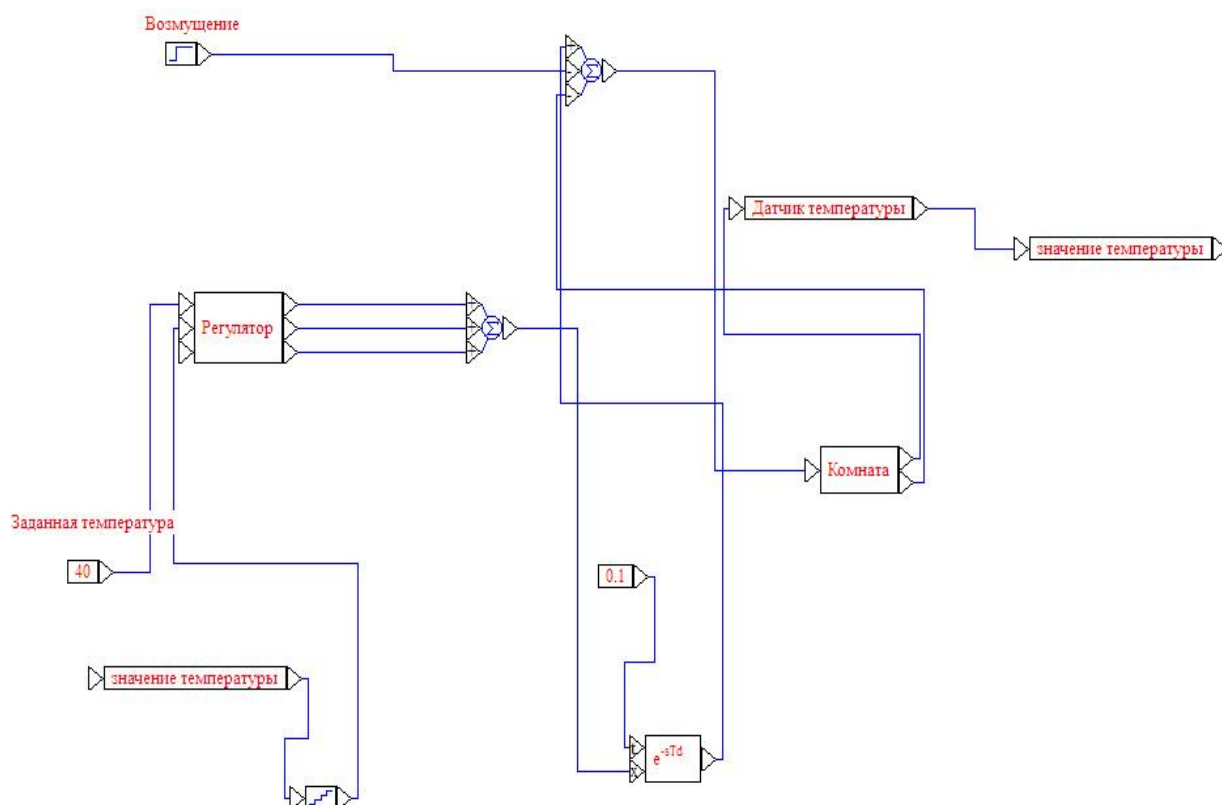 Возмущение
Датчик температуры
значение температуры
Регулятор
Комната
Заданная температура
40
0.1
значение температуры
e^-sTd